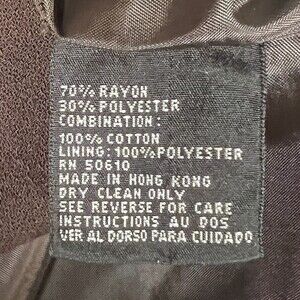 70% RAYON
30% POLYESTER
COMBINATION:
100% COTTON
LINING: 100% POLYESTER
RN 50610
MADE IN HONG KONG
DRY CLEAN ONLY
SEE REVERSE FOR CARE
INSTRUCTIONS AU DOS
VER AL DORSO PARA CUIDADO